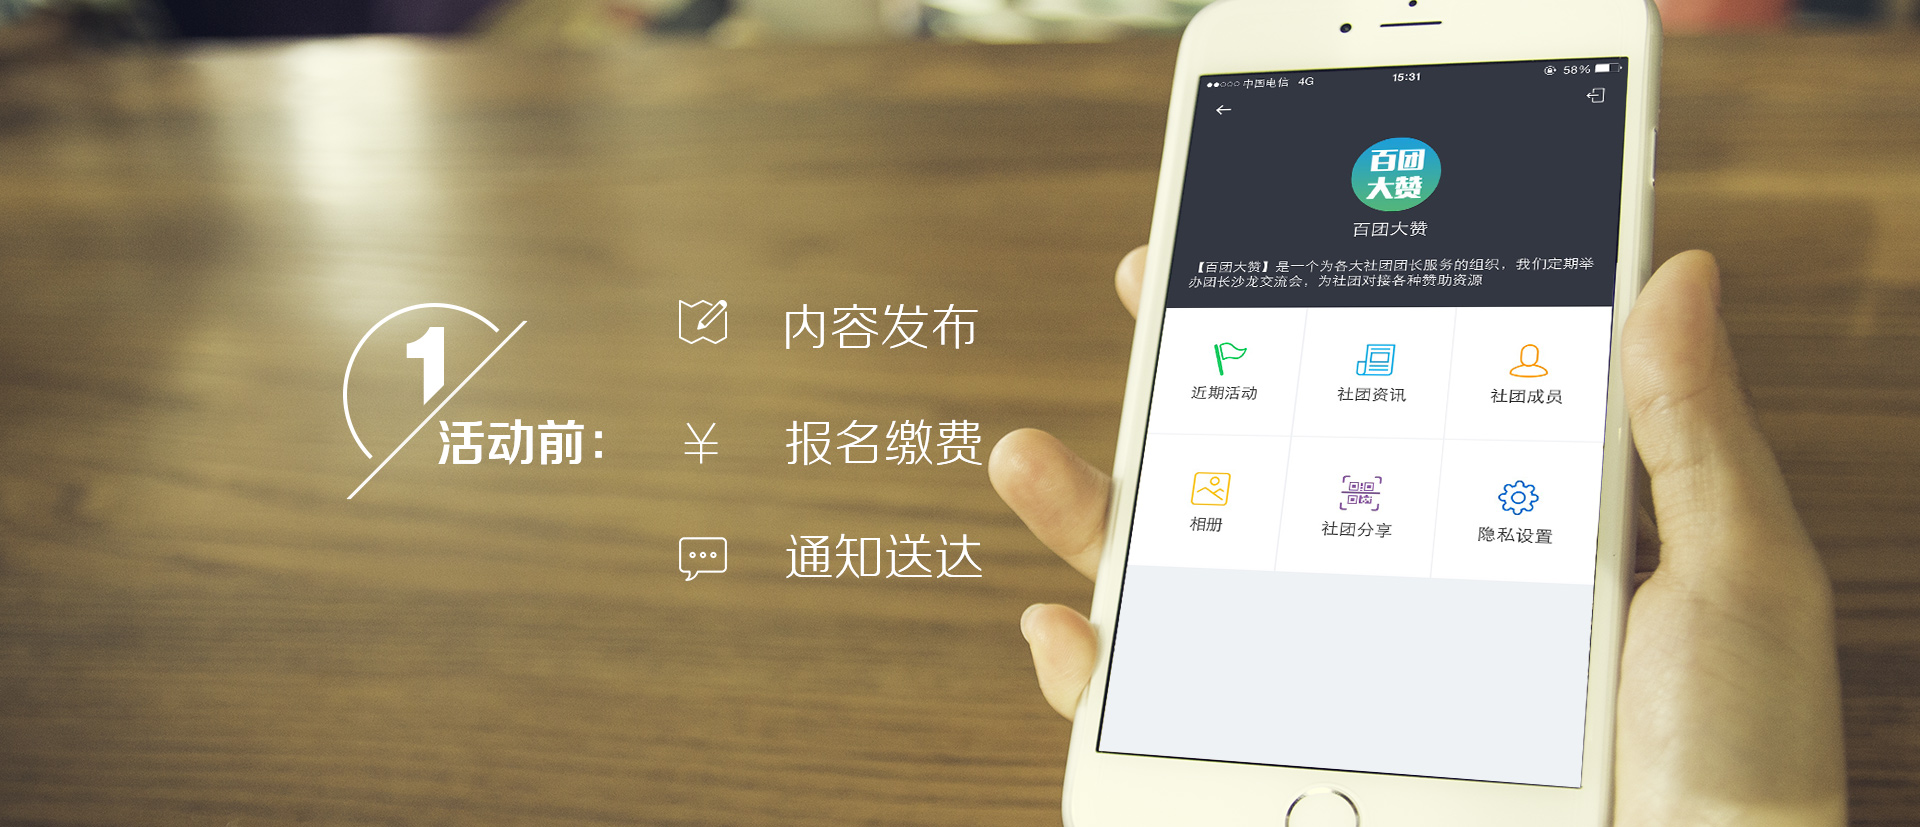 1
活动前：
内容发布
¥
报名缴费
通知送达
中国电信 4G 15:31 58%
百团
大赞
百团大赞
【百团大赞】是一个为各大社团团长服务的组织，我们定期举
办团长沙龙交流会，为社团对接各种赞助资源
近期活动 社团资讯 社团成员
相册 社团分享 隐私设置